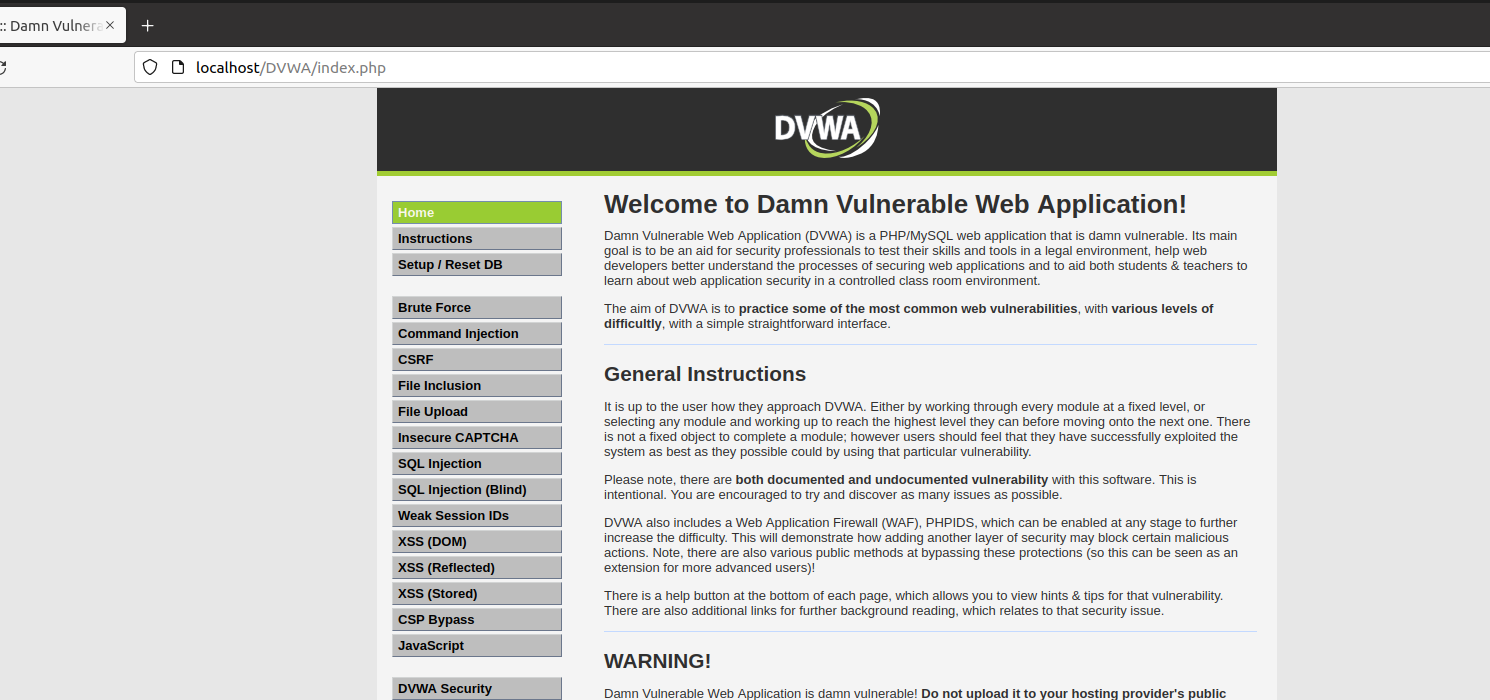 :: Damn Vulnera
localhost/DVWA/index.php
DVWA
Home
Instructions
Setup / Reset DB
Brute Force
Command Injection
CSRF
File Inclusion
File Upload
Insecure CAPTCHA
SQL Injection
SQL Injection (Blind)
Weak Session IDs
XSS (DOM)
XSS (Reflected)
XSS (Stored)
CSP Bypass
JavaScript
DVWA Security
Welcome to Damn Vulnerable Web Application!
Damn Vulnerable Web Application (DVWA) is a PHP/MySQL web application that is damn vulnerable. Its main
goal is to be an aid for security professionals to test their skills and tools in a legal environment, help web
developers better understand the processes of securing web applications and to aid both students & teachers to
learn about web application security in a controlled class room environment.
The aim of DVWA is to practice some of the most common web vulnerabilities, with various levels of
difficultly, with a simple straightforward interface.
General Instructions
It is up to the user how they approach DVWA. Either by working through every module at a fixed level, or
selecting any module and working up to reach the highest level they can before moving onto the next one. There
is not a fixed object to complete a module; however users should feel that they have successfully exploited the
system as best as they possible could by using that particular vulnerability.
Please note, there are both documented and undocumented vulnerability with this software. This is
intentional. You are encouraged to try and discover as many issues as possible.
DVWA also includes a Web Application Firewall (WAF), PHPIDS, which can be enabled at any stage to further
increase the difficulty. This will demonstrate how adding another layer of security may block certain malicious
actions. Note, there are also various public methods at bypassing these protections (so this can be seen as an
extension for more advanced users)!
There is a help button at the bottom of each page, which allows you to view hints & tips for that vulnerability.
There are also additional links for further background reading, which relates to that security issue.
WARNING!
Damn Vulnerable Web Application is damn vulnerable! Do not upload it to your hosting provider's public